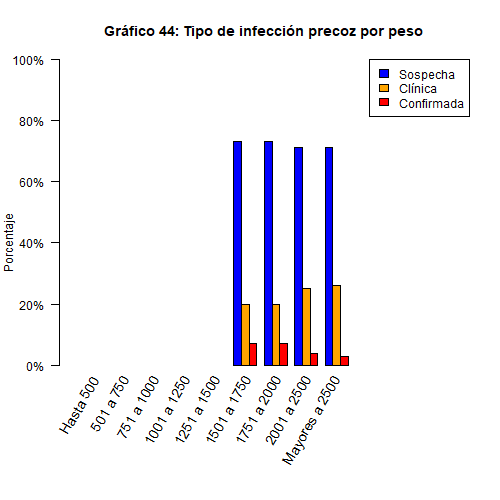 Gráfico 44: Tipo de infección precoz por peso
100%
80%
60%
40%
20%
0%
Porcentaje
Sospecha
Clínica
Confirmada
Hasta 500
501 a 750
751 a 1000
1001 a 1250
1251 a 1500
1501 a 1750
1751 a 2000
2001 a 2500
Mayores a 2500